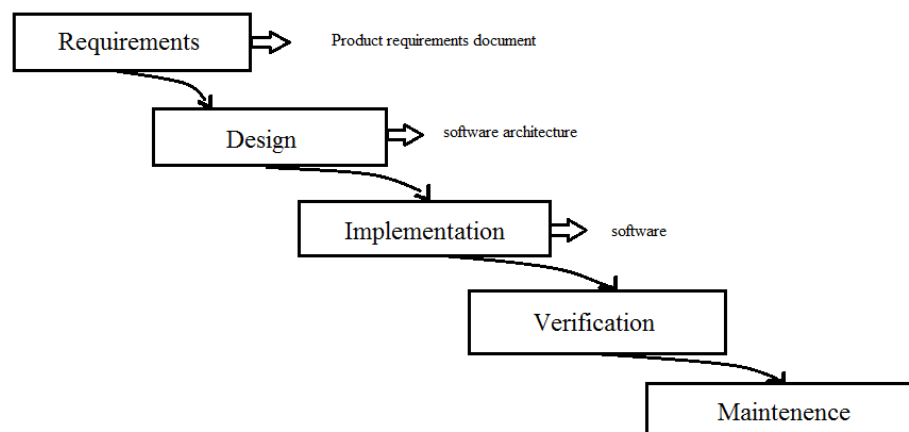 Requirements
Product requirements document
Design
software architecture
Implementation
software
Verification
Maintenence